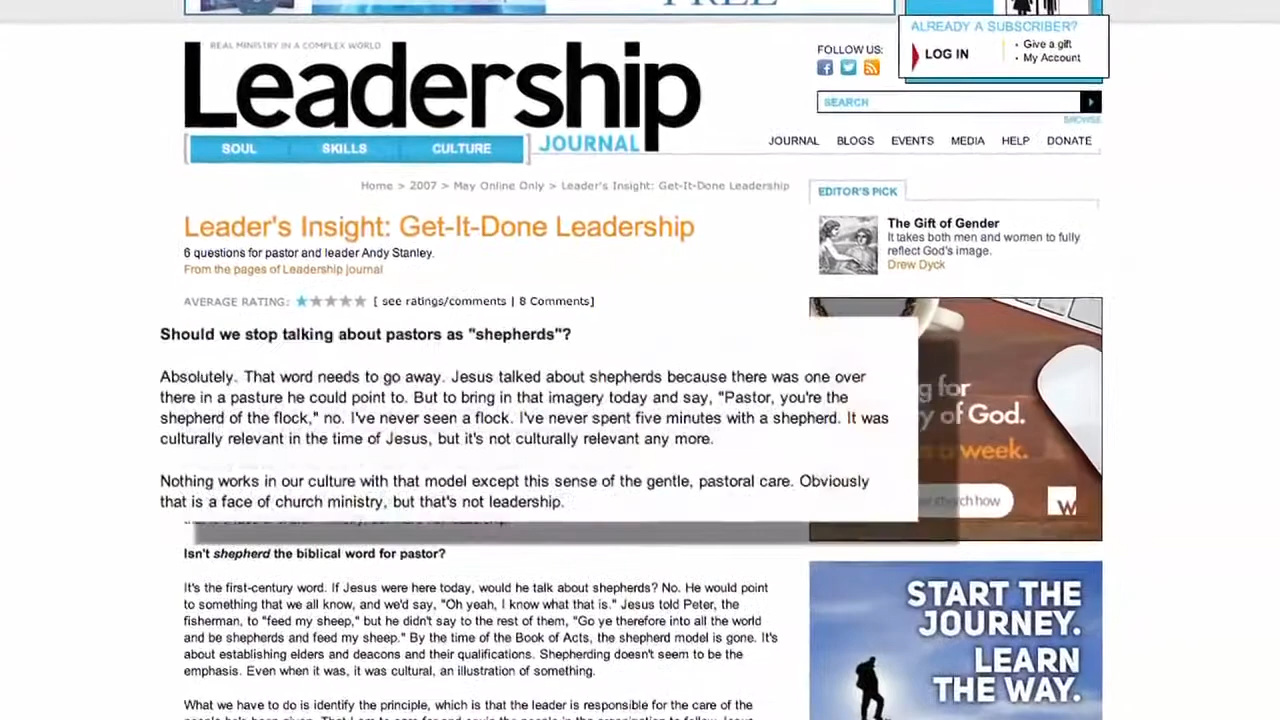 FREE
ALREADY A SUBSCRIBER?
LOG IN
· Give a gift
· My Account
REAL MINISTRY IN A COMPLEX WORLD
Leadership
JOURNAL
SOUL SKILLS CULTURE
FOLLOW US:
SEARCH
BROWSE
JOURNAL BLOGS EVENTS MEDIA HELP DONATE
Home > 2007 > May Online Only > Leader's Insight: Get-It-Done Leadership
Leader's Insight: Get-It-Done Leadership
6 questions for pastor and leader Andy Stanley.
From the pages of Leadership journal
AVERAGE RATING: [ see ratings/comments | 8 Comments]
EDITOR'S PICK
The Gift of Gender
It takes both men and women to fully
reflect God's image.
Drew Dyck
Should we stop talking about pastors as "shepherds"?
Absolutely. That word needs to go away. Jesus talked about shepherds because there was one over
there in a pasture he could point to. But to bring in that imagery today and say, "Pastor, you're the
shepherd of the flock," no. I've never seen a flock. I've never spent five minutes with a shepherd. It was
culturally relevant in the time of Jesus, but it's not culturally relevant any more.
Nothing works in our culture with that model except this sense of the gentle, pastoral care. Obviously
that is a face of church ministry, but that's not leadership.
for
of God.
a week.
church how
W
Isn't shepherd the biblical word for pastor?
It's the first-century word. If Jesus were here today, would he talk about shepherds? No. He would point
to something that we all know, and we'd say, "Oh yeah, I know what that is." Jesus told Peter, the
fisherman, to "feed my sheep," but he didn't say to the rest of them, "Go ye therefore into all the world
and be shepherds and feed my sheep." By the time of the Book of Acts, the shepherd model is gone. It's
about establishing elders and deacons and their qualifications. Shepherding doesn't seem to be the
emphasis. Even when it was, it was cultural, an illustration of something.
What we have to do is identify the principle, which is that the leader is responsible for the care of the
START THE
JOURNEY.
LEARN
THE WAY.